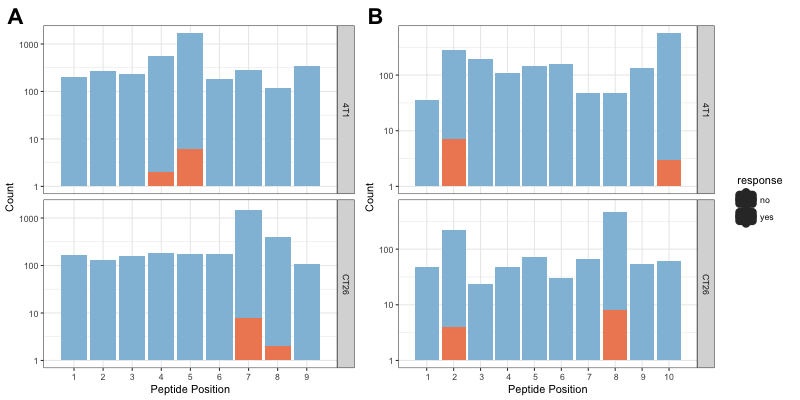 A
B
1000
100
10
1
4T1
100
10
1
4T1
Count
Count
response
no
yes
1000
100
10
1
CT26
100
10
1
CT26
1 2 3 4 5 6 7 8 9
1 2 3 4 5 6 7 8 9 10
Peptide Position
Peptide Position